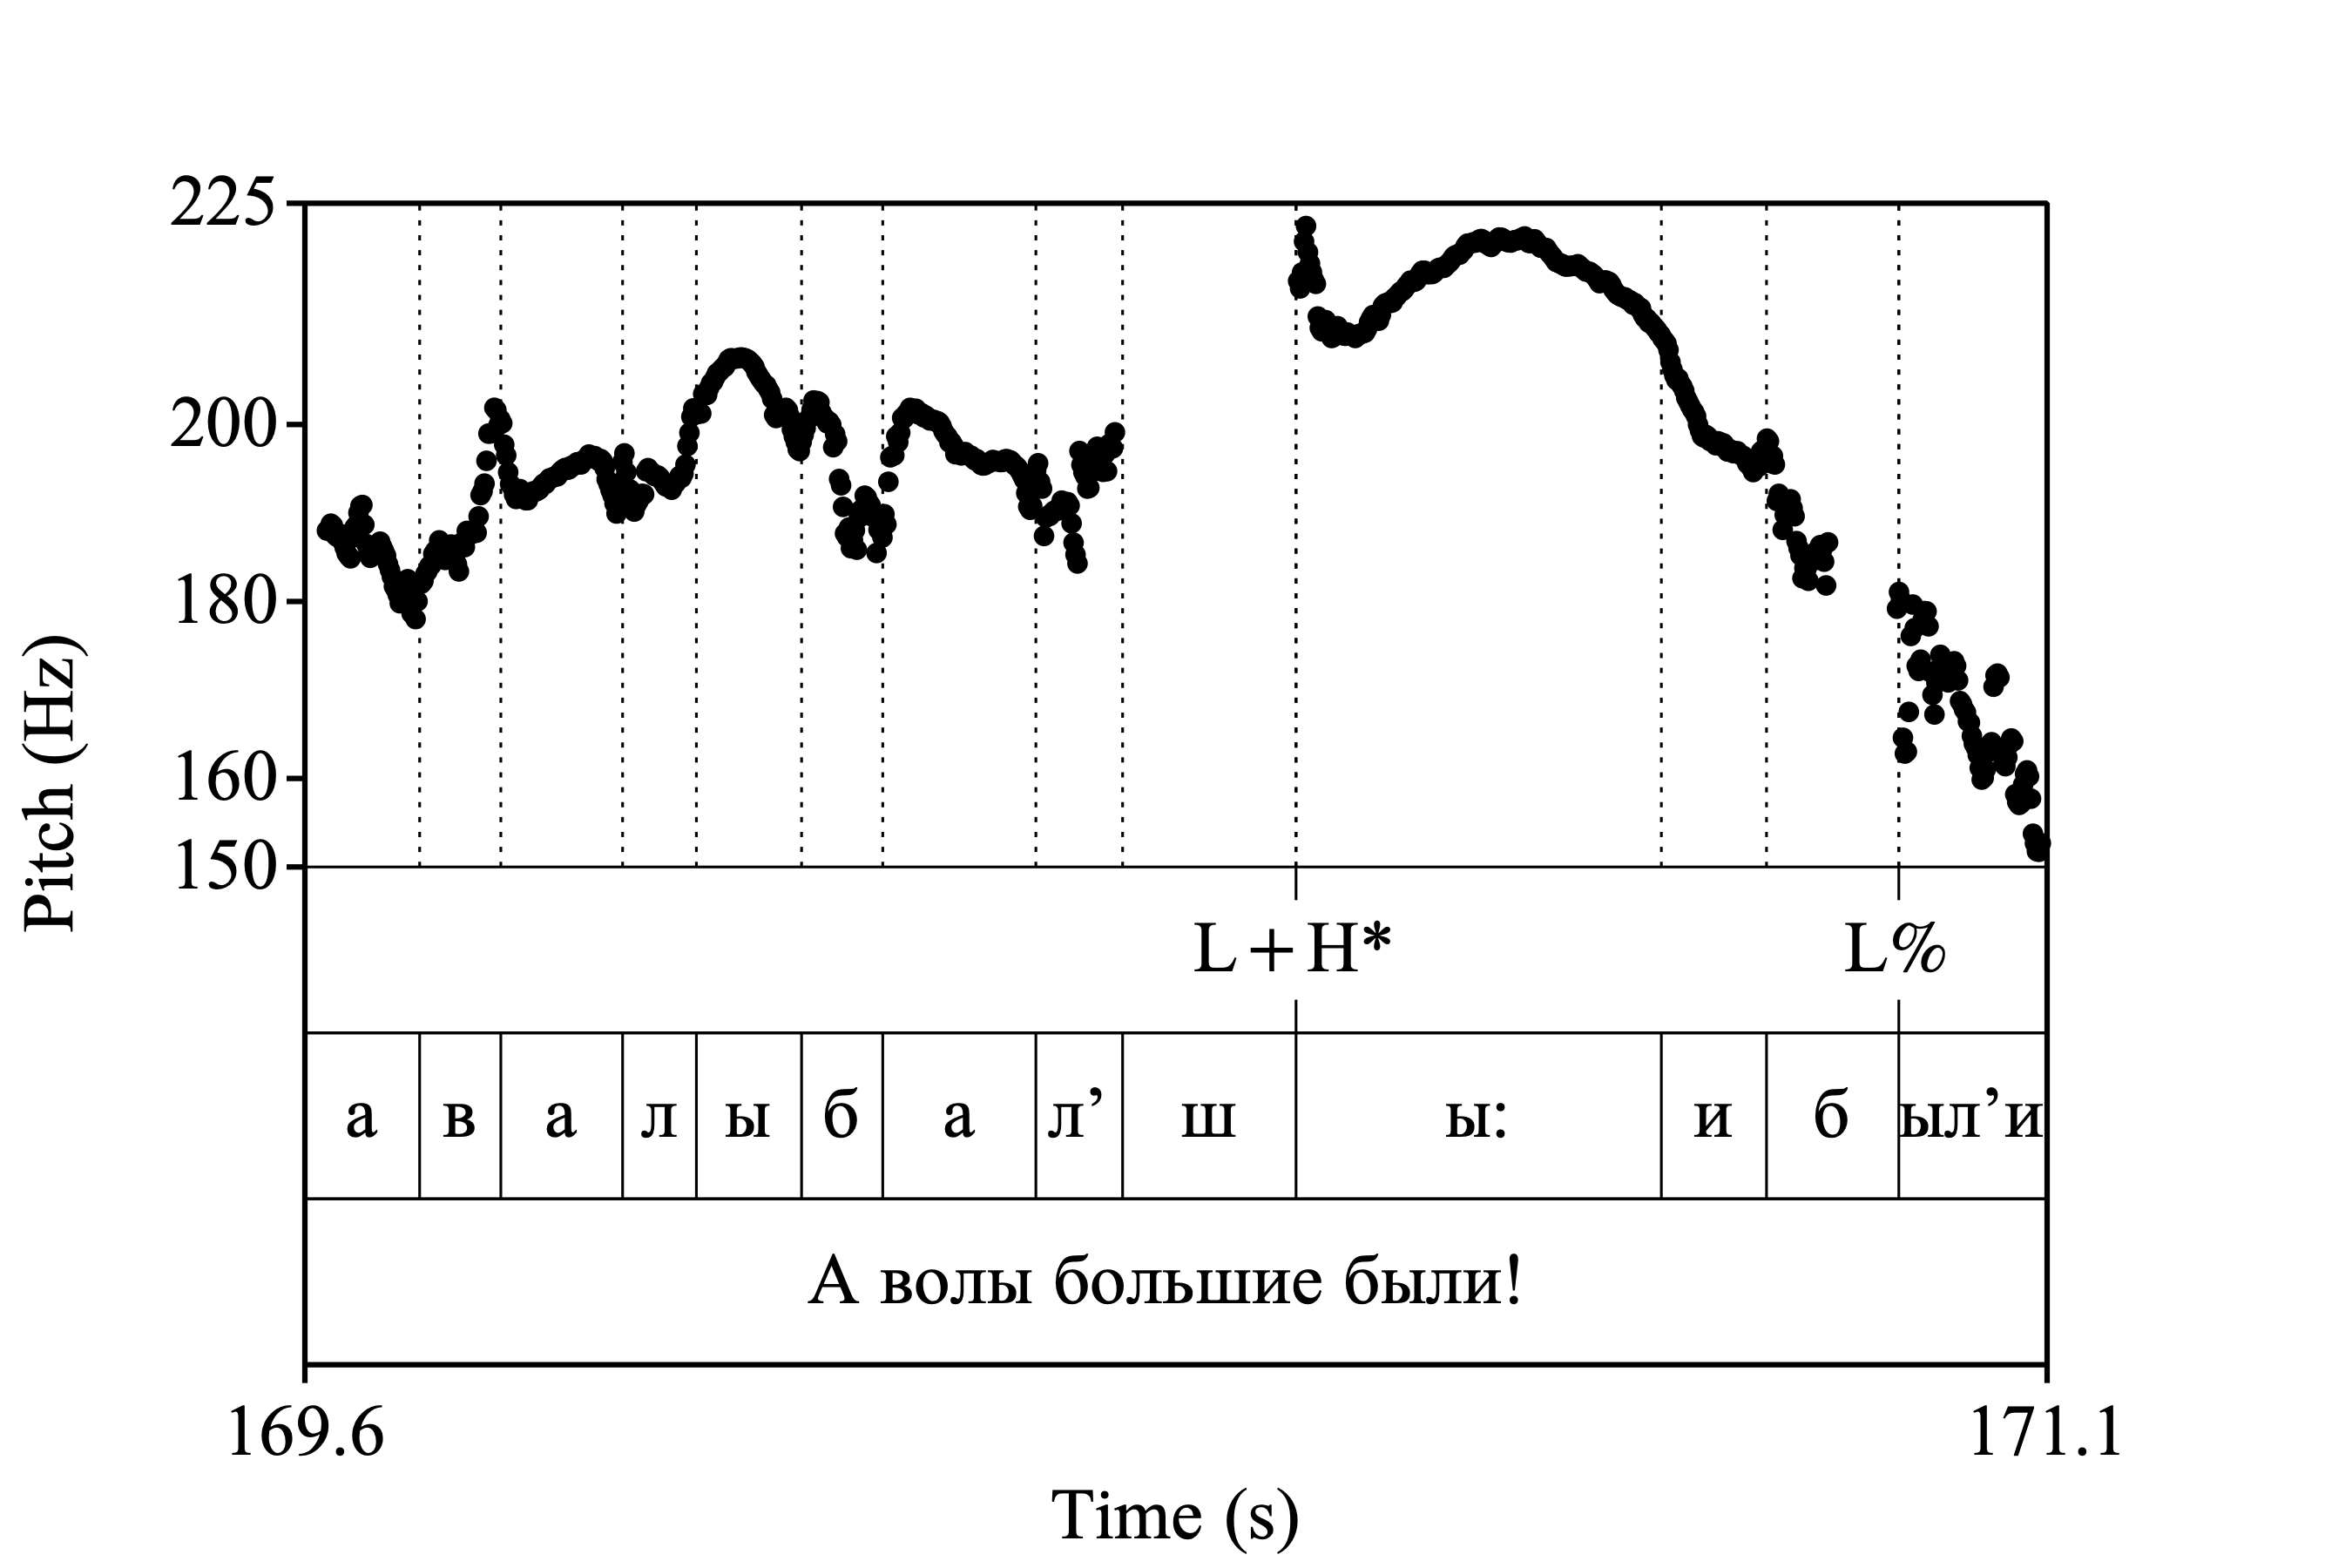 225
200
180
160
150
Pitch (Hz)
L+H* L%
а в а л ы б а л’ ш ы: и б ыл’и
А волы большие были!
169.6 171.1
Time (s)